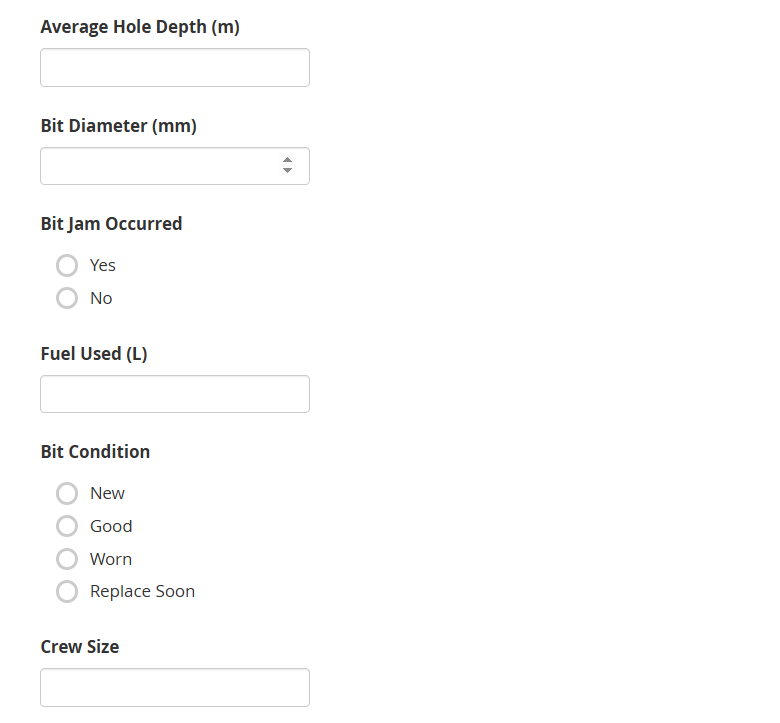 Average Hole Depth (m)
Bit Diameter (mm)
Bit Jam Occurred
Yes
No
Fuel Used (L)
Bit Condition
New
Good
Worn
Replace Soon
Crew Size